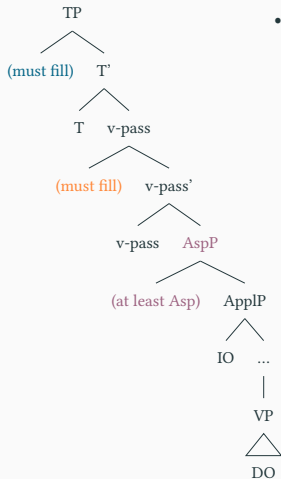 TP
(must fill) T’
T v-pass
(must fill) v-pass’
v-pass AspP
(at least Asp) ApplP
IO ...
VP
DO